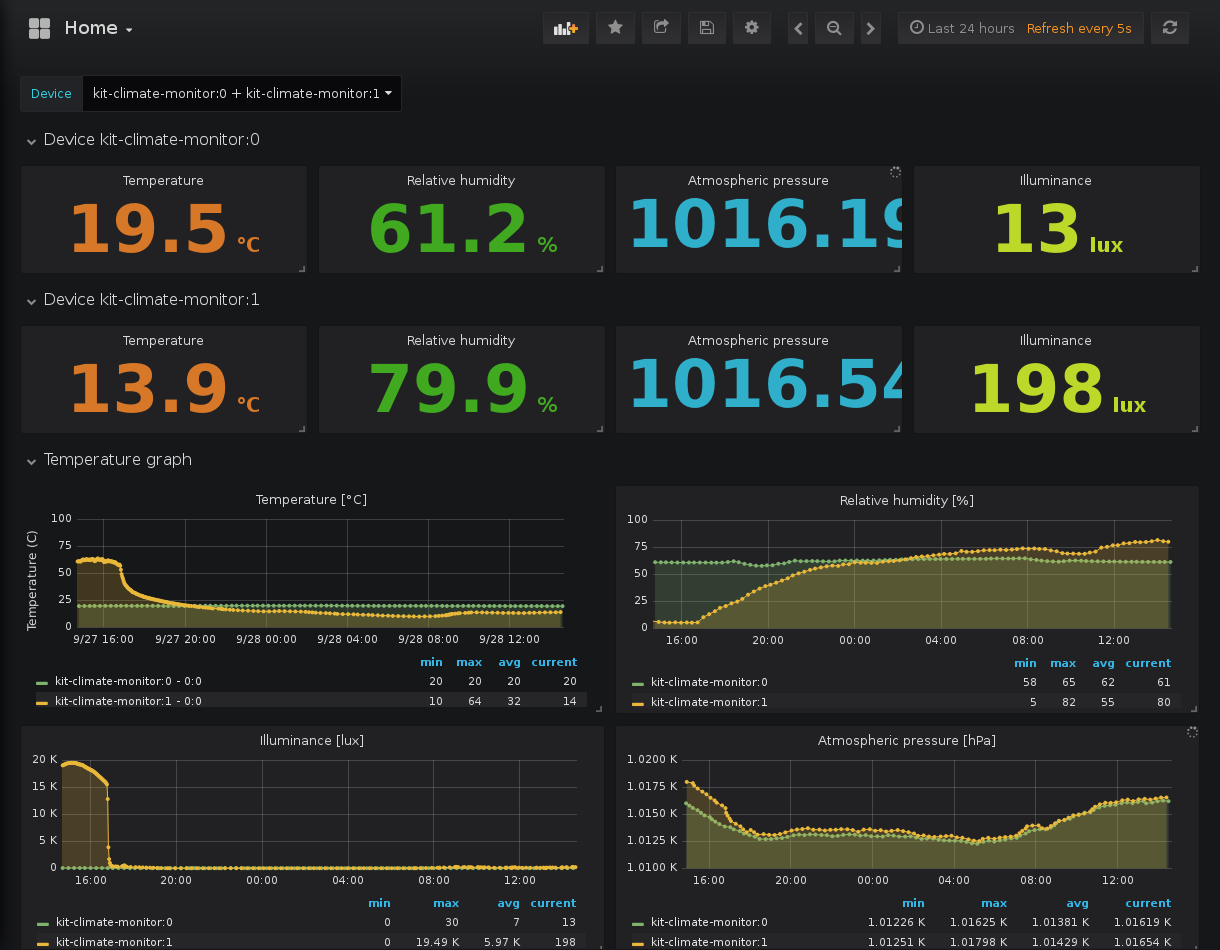 Home
Last 24 hours Refresh every 5s
Device kit-climate-monitor:0 + kit-climate-monitor:1
Device kit-climate-monitor:0
Temperature Relative humidity Atmospheric pressure Illuminance
19.5 °C 61.2 % 1016.19 13 lux
Device kit-climate-monitor:1
Temperature Relative humidity Atmospheric pressure Illuminance
13.9 °C 79.9 % 1016.54 198 lux
Temperature graph
Temperature [°C]
Temperature (C)
100
75
50
25
0
9/27 16:00 9/27 20:00 9/28 00:00 9/28 04:00 9/28 08:00 9/28 12:00
min max avg current
kit-climate-monitor:0 - 0:0 20 20 20 20
kit-climate-monitor:1 - 0:0 10 64 32 14
Relative humidity [%]
100
75
50
25
0
16:00 20:00 00:00 04:00 08:00 12:00
min max avg current
kit-climate-monitor:0 58 65 62 61
kit-climate-monitor:1 5 82 55 80
Illuminance [lux]
20 K
15 K
10 K
5 K
0
16:00 20:00 00:00 04:00 08:00 12:00
min max avg current
kit-climate-monitor:0 0 30 7 13
kit-climate-monitor:1 0 19.49 K 5.97 K 198
Atmospheric pressure [hPa]
1.0200 K
1.0175 K
1.0150 K
1.0125 K
1.0100 K
16:00 20:00 00:00 04:00 08:00 12:00
min max avg current
kit-climate-monitor:0 1.01226 K 1.01625 K 1.01381 K 1.01619 K
kit-climate-monitor:1 1.01251 K 1.01798 K 1.01429 K 1.01654 K